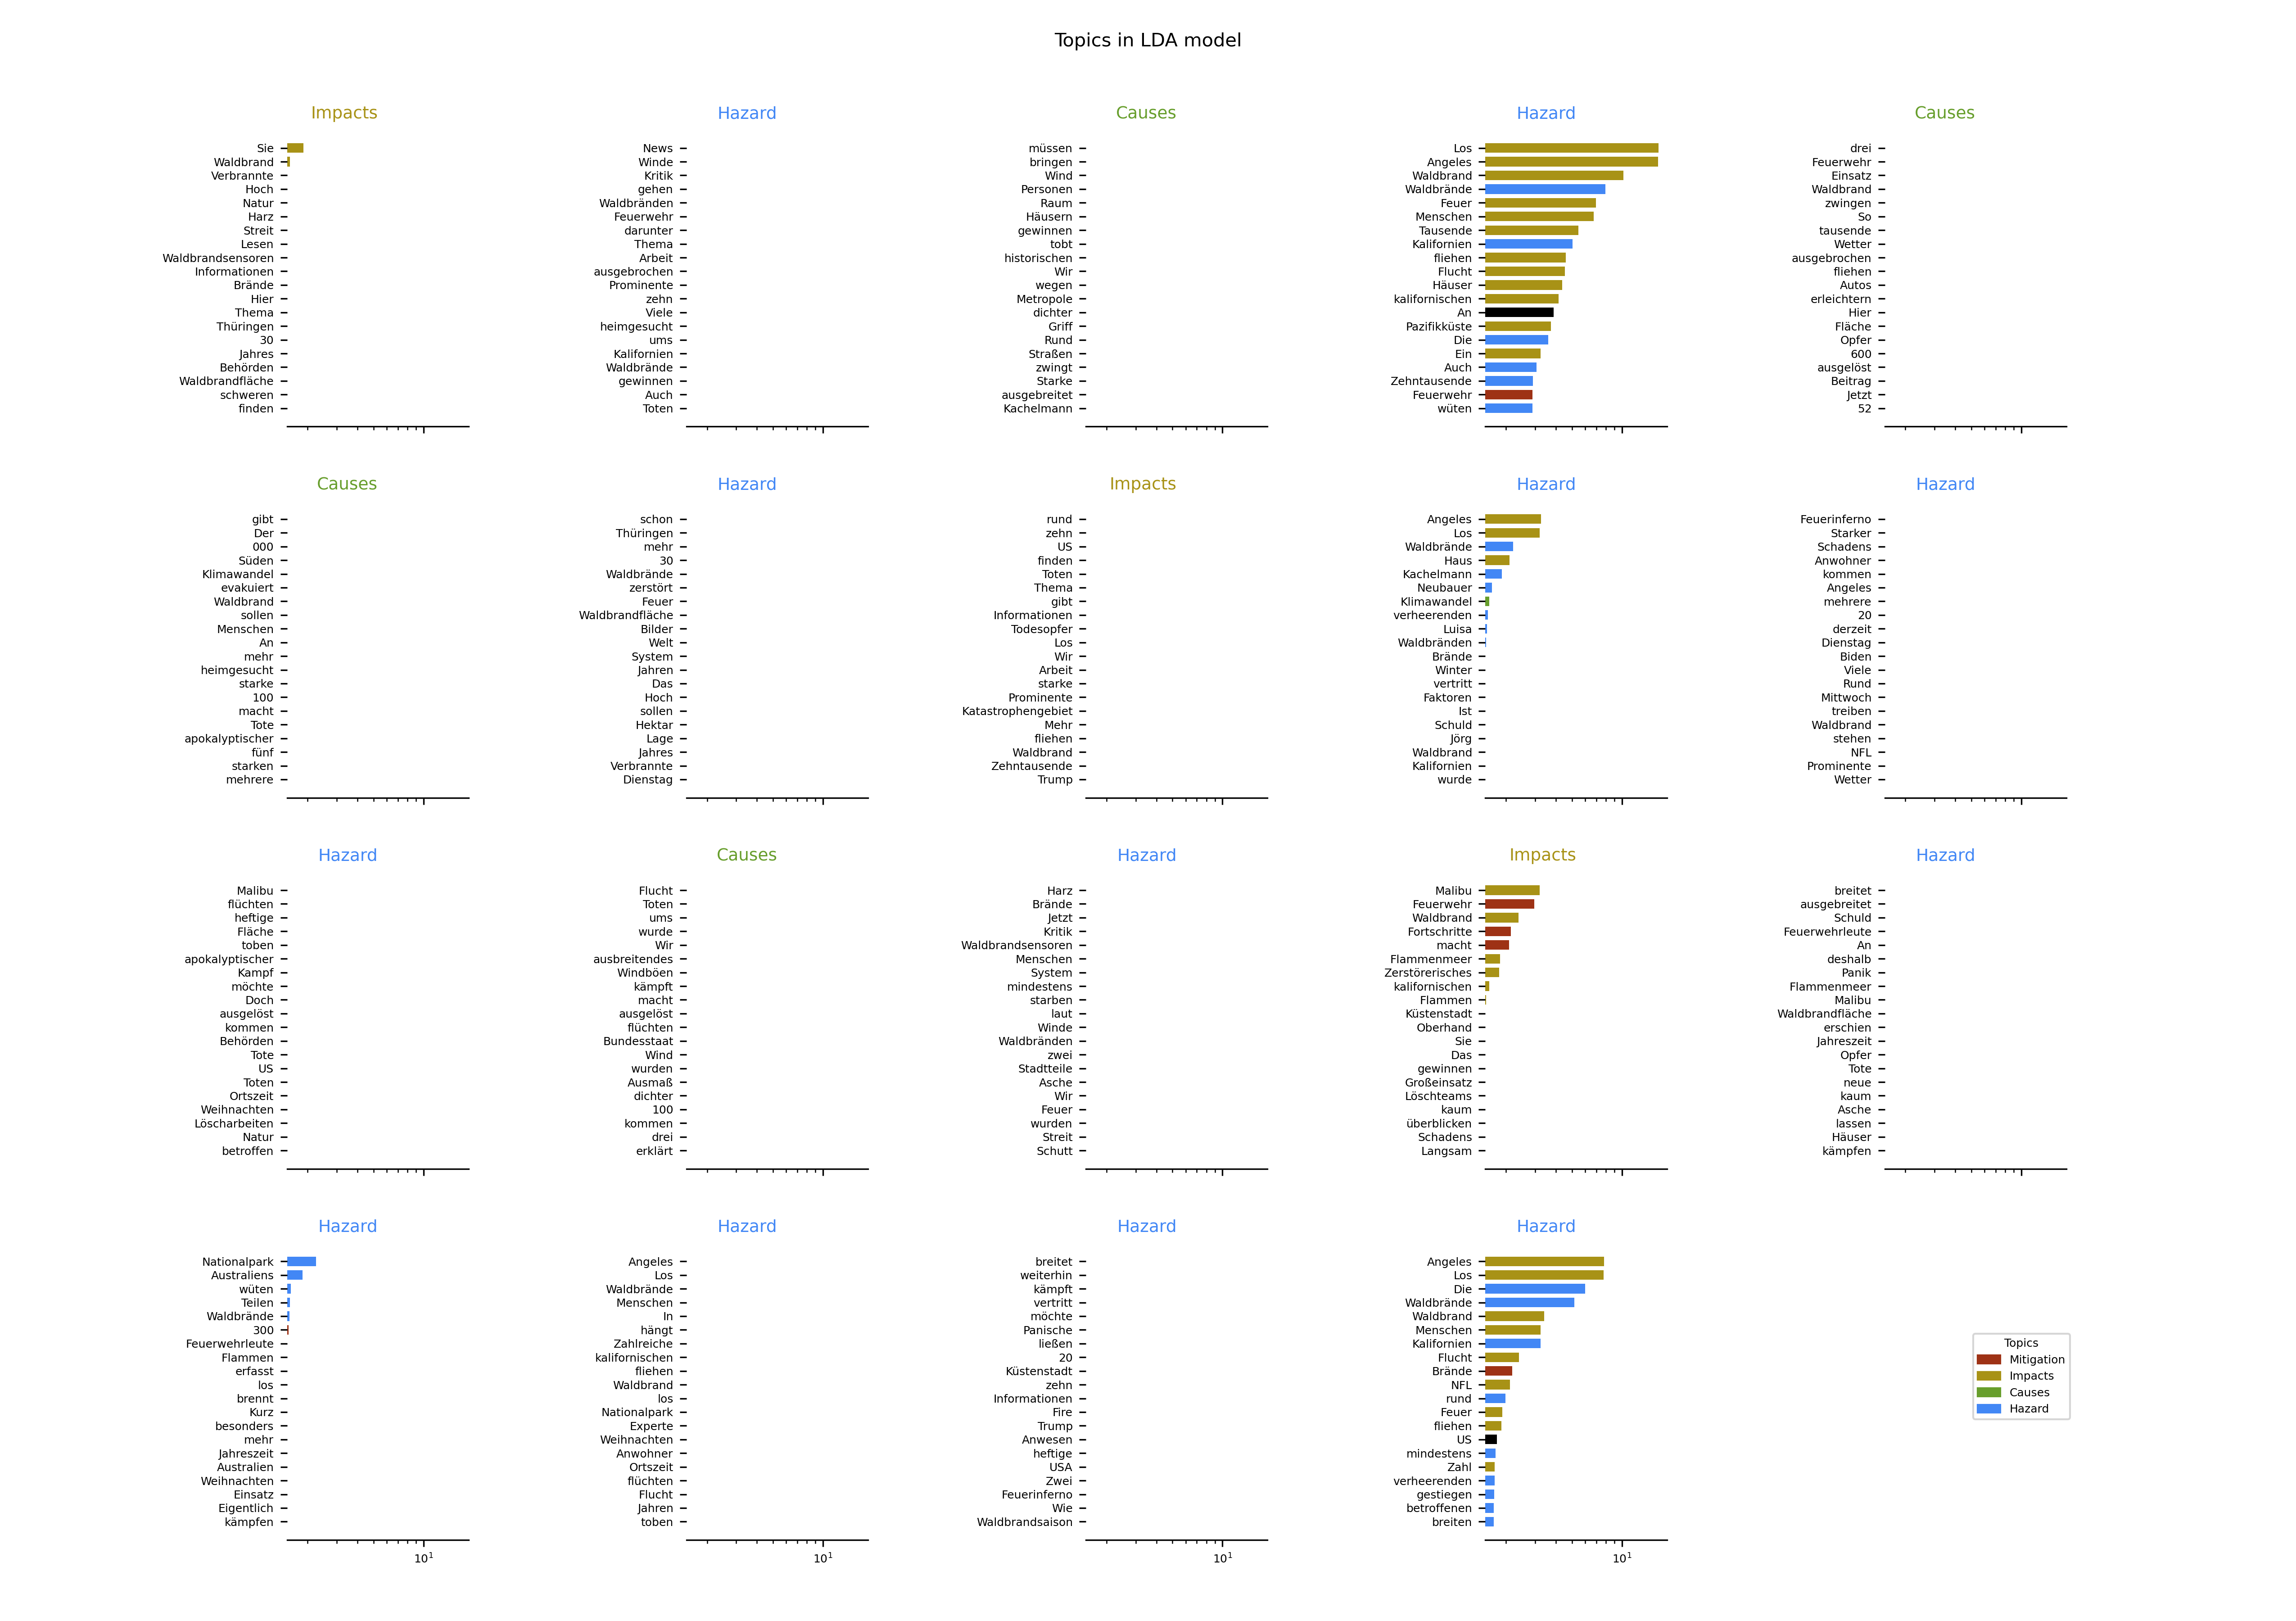 Topics in LDA model
Impacts
Sie
Waldbrand
Verbrannte
Hoch
Natur
Harz
Streit
Lesen
Waldbrandsensoren
Informationen
Brände
Hier
Thema
Thüringen
30
Jahres
Behörden
Waldbrandfläche
schweren
finden
Hazard
News
Winde
Kritik
gehen
Waldbränden
Feuerwehr
darunter
Thema
Arbeit
ausgebrochen
Prominente
zehn
Viele
heimgesucht
ums
Kalifornien
Waldbrände
gewinnen
Auch
Toten
Causes
müssen
bringen
Wind
Personen
Raum
Häusern
gewinnen
tobt
historischen
Wir
wegen
Metropole
dichter
Griff
Rund
Straßen
zwingt
Starke
ausgebreitet
Kachelmann
Hazard
Los
Angeles
Waldbrand
Waldbrände
Feuer
Menschen
Tausende
Kalifornien
fliehen
Flucht
Häuser
kalifornischen
An
Pazifikküste
Die
Ein
Auch
Zehntausende
Feuerwehr
wüten
Causes
drei
Feuerwehr
Einsatz
Waldbrand
zwingen
So
tausende
Wetter
ausgebrochen
fliehen
Autos
erleichtern
Hier
Fläche
Opfer
600
ausgelöst
Beitrag
Jetzt
52
Causes
gibt
Der
000
Süden
Klimawandel
evakuiert
Waldbrand
sollen
Menschen
An
mehr
heimgesucht
starke
100
macht
Tote
apokalyptischer
fünf
starken
mehrere
Hazard
schon
Thüringen
mehr
30
Waldbrände
zerstört
Feuer
Waldbrandfläche
Bilder
Welt
System
Jahren
Das
Hoch
sollen
Hektar
Lage
Jahres
Verbrannte
Dienstag
Impacts
rund
zehn
US
finden
Toten
Thema
gibt
Informationen
Todesopfer
Los
Wir
Arbeit
starke
Prominente
Katastrophengebiet
Mehr
fliehen
Waldbrand
Zehntausende
Trump
Hazard
Angeles
Los
Waldbrände
Haus
Kachelmann
Neubauer
Klimawandel
verheerenden
Luisa
Waldbränden
Brände
Winter
vertritt
Faktoren
Ist
Schuld
Jörg
Waldbrand
Kalifornien
wurde
Hazard
Feuerinferno
Starker
Schadens
Anwohner
kommen
Angeles
mehrere
20
derzeit
Dienstag
Biden
Viele
Rund
Mittwoch
treiben
Waldbrand
stehen
NFL
Prominente
Wetter
Hazard
Malibu
flüchten
heftige
Fläche
toben
apokalyptischer
Kampf
möchte
Doch
ausgelöst
kommen
Behörden
Tote
US
Toten
Ortszeit
Weihnachten
Löscharbeiten
Natur
betroffen
Causes
Flucht
Toten
ums
wurde
Wir
ausbreitendes
Windböen
kämpft
macht
ausgelöst
flüchten
Bundesstaat
Wind
wurden
Ausmaß
dichter
100
kommen
drei
erklärt
Hazard
Harz
Brände
Jetzt
Kritik
Waldbrandsensoren
Menschen
System
mindestens
starben
laut
Winde
Waldbränden
zwei
Stadtteile
Asche
Wir
Feuer
wurden
Streit
Schutt
Impacts
Malibu
Feuerwehr
Waldbrand
Fortschritte
macht
Flammenmeer
Zerstörerisches
kalifornischen
Flammen
Küstenstadt
Oberhand
Sie
Das
gewinnen
Großeinsatz
Löschteams
kaum
überblicken
Schadens
Langsam
Hazard
breitet
ausgebreitet
Schuld
Feuerwehrleute
An
deshalb
Panik
Flammenmeer
Malibu
Waldbrandfläche
erschien
Jahreszeit
Opfer
Tote
neue
kaum
Asche
lassen
Häuser
kämpfen
Hazard
Nationalpark
Australiens
wüten
Teilen
Waldbrände
300
Feuerwehrleute
Flammen
erfasst
los
brennt
Kurz
besonders
mehr
Jahreszeit
Australien
Weihnachten
Einsatz
Eigentlich
kämpfen
10¹
Hazard
Angeles
Los
Waldbrände
Menschen
In
hängt
Zahlreiche
kalifornischen
fliehen
Waldbrand
los
Nationalpark
Experte
Weihnachten
Anwohner
Ortszeit
flüchten
Flucht
Jahren
toben
10¹
Hazard
breitet
weiterhin
kämpft
vertritt
möchte
Panische
ließen
20
Küstenstadt
zehn
Informationen
Fire
Trump
Anwesen
heftige
USA
Zwei
Feuerinferno
Wie
Waldbrandsaison
10¹
Hazard
Angeles
Los
Die
Waldbrände
Waldbrand
Menschen
Kalifornien
Flucht
Brände
NFL
rund
Feuer
fliehen
US
mindestens
Zahl
verheerenden
gestiegen
betroffenen
breiten
10¹
Topics
Mitigation
Impacts
Causes
Hazard